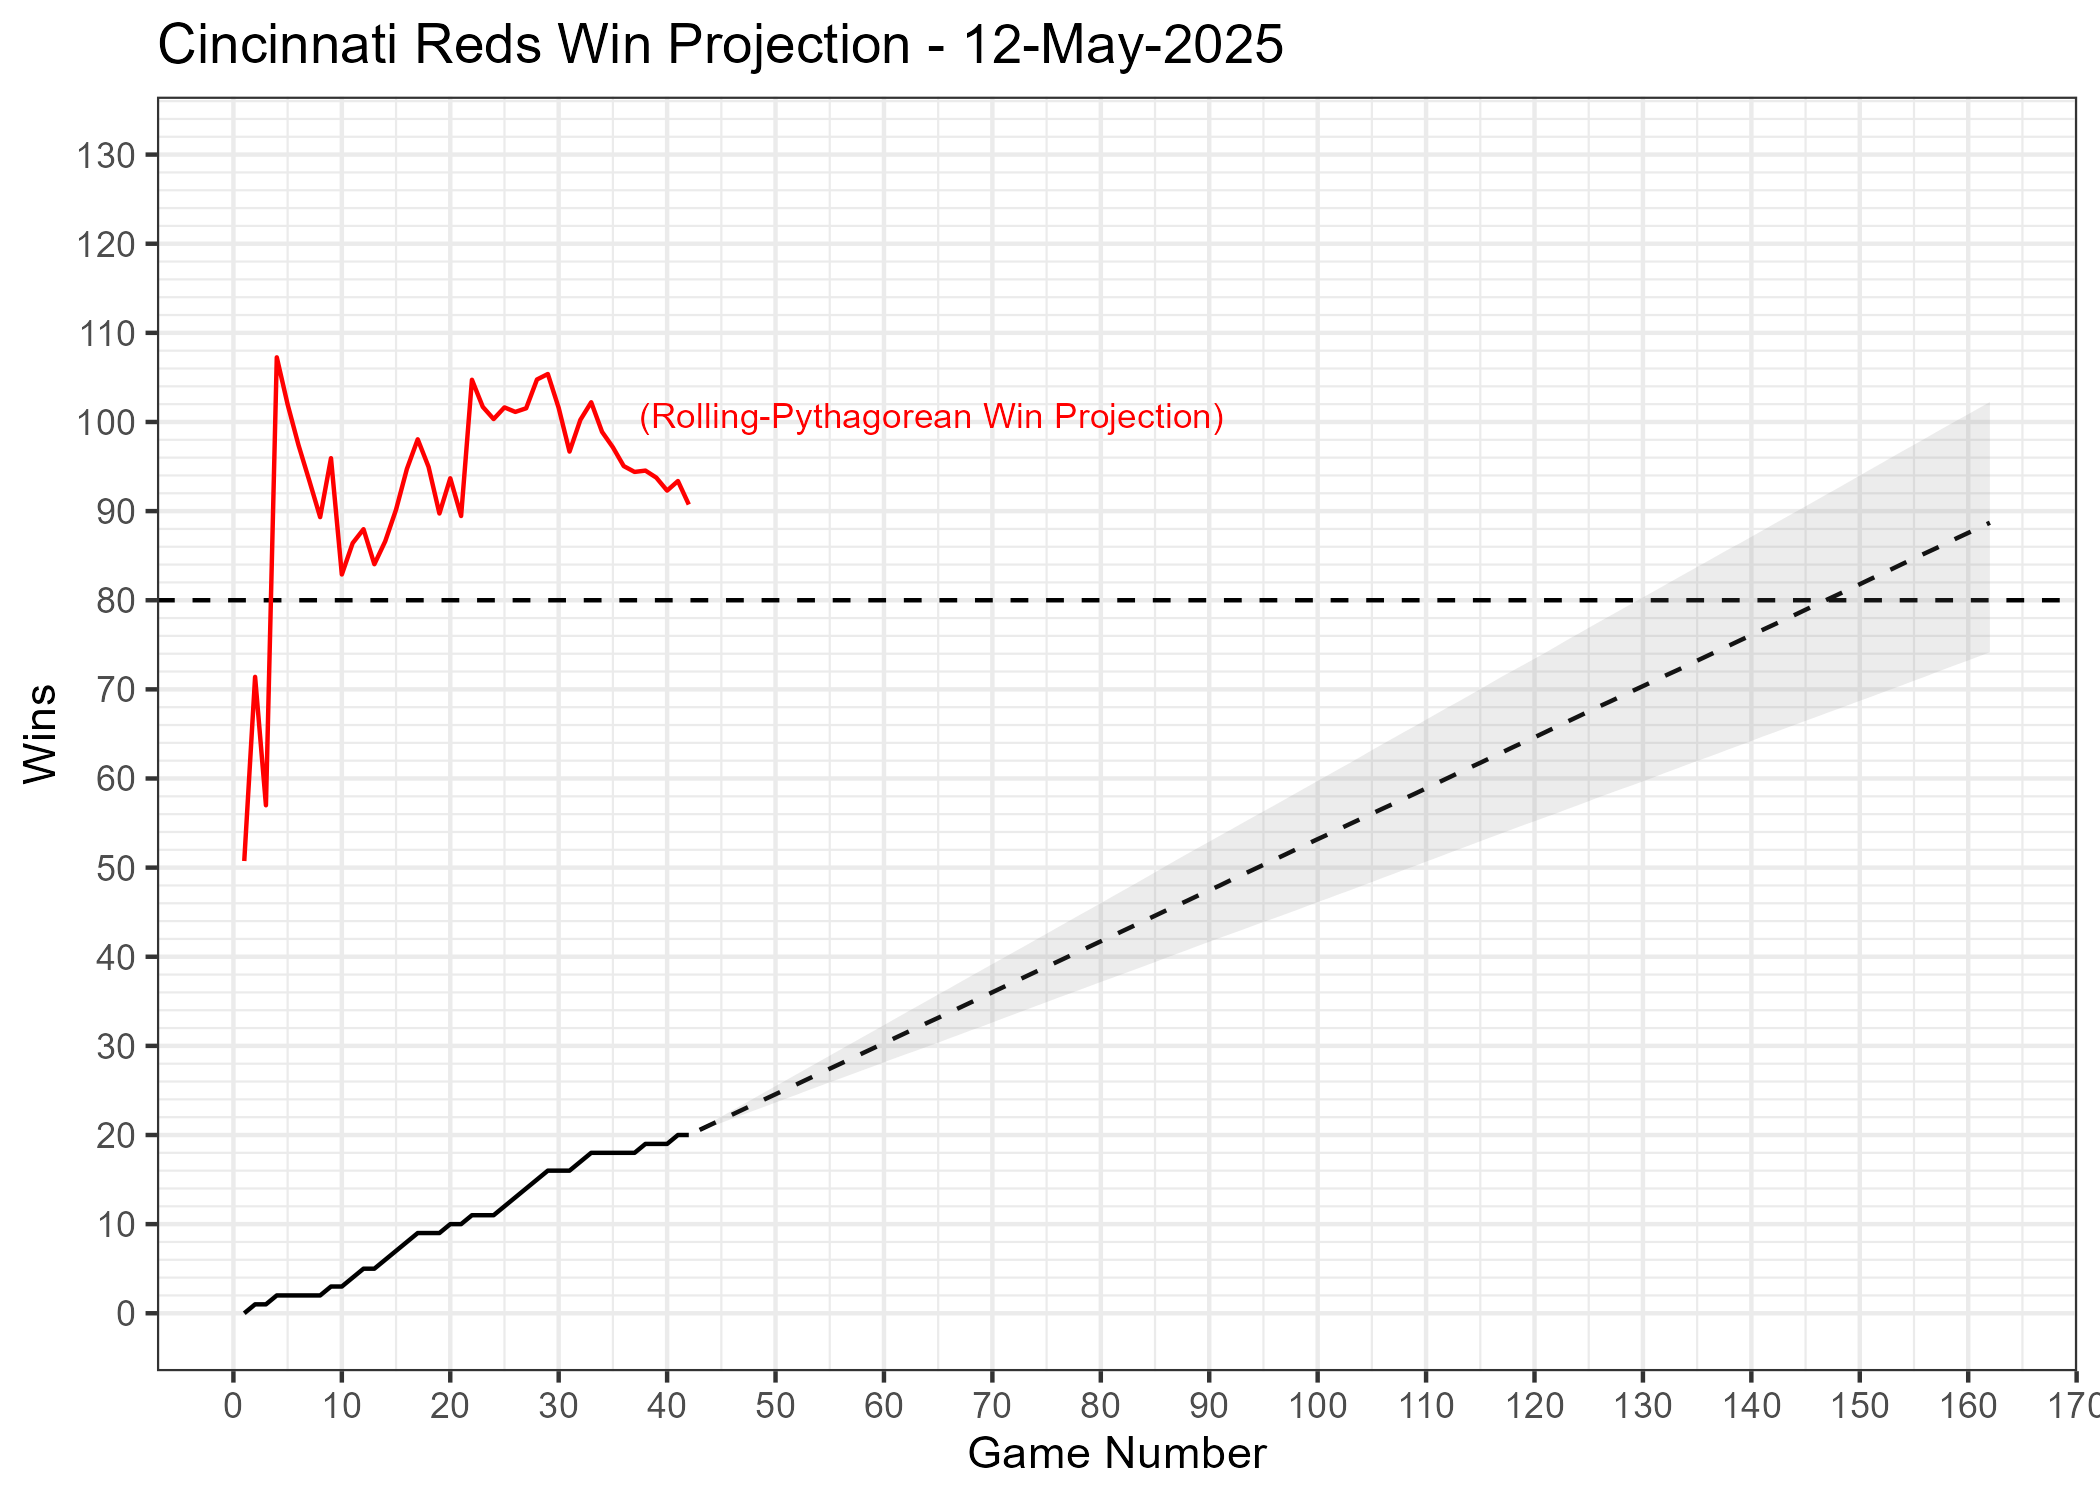 Cincinnati Reds Win Projection - 12-May-2025
130
120
110
100
90
80
70
60
50
40
30
20
10
0
Wins
(Rolling-Pythagorean Win Projection)
0 10 20 30 40 50 60 70 80 90 100 110 120 130 140 150 160 170
Game Number